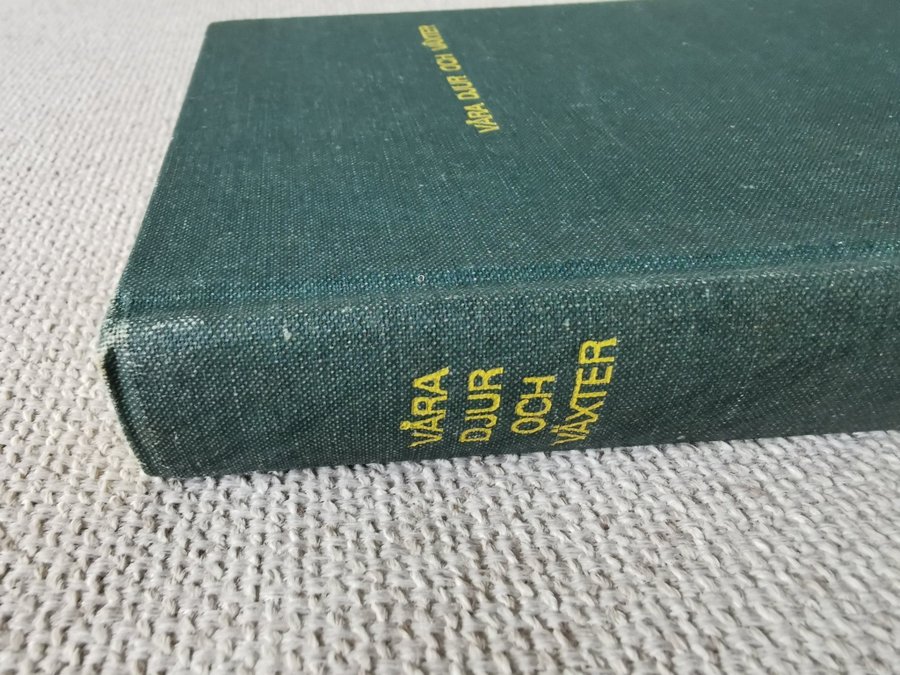 VÅRA DJUR OCH VÄXTER
VÅRA
DJUR
OCH
VÄXTER